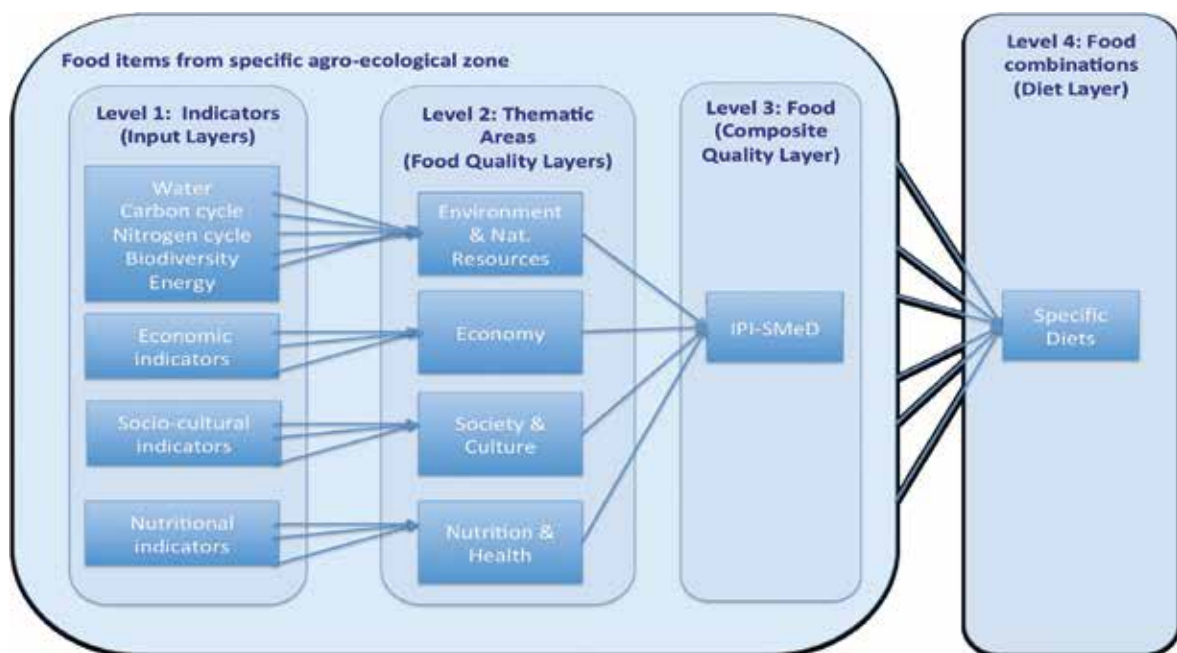 Food items from specific agro-ecological zone
Level 1: Indicators
(Input Layers)
Water
Carbon cycle
Nitrogen cycle
Biodiversity
Energy
Economic
indicators
Socio-cultural
indicators
Nutritional
indicators
Level 2: Thematic
Areas
(Food Quality Layers)
Environment
& Nat.
Resources
Economy
Society &
Culture
Nutrition &
Health
Level 3: Food
(Composite
Quality Layer)
IPI-SMeD
Level 4: Food
combinations
(Diet Layer)
Specific
Diets